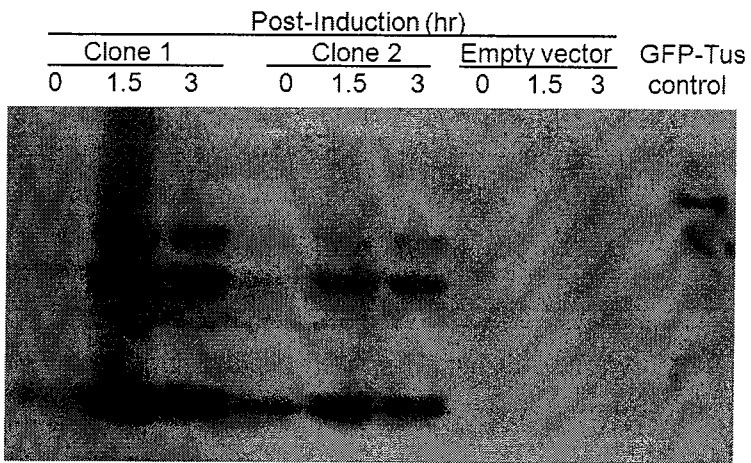 Post-Induction (hr)
Clone 1 Clone 2 Empty vector GFP-Tus
0 1.5 3 0 1.5 3 0 1.5 3 control